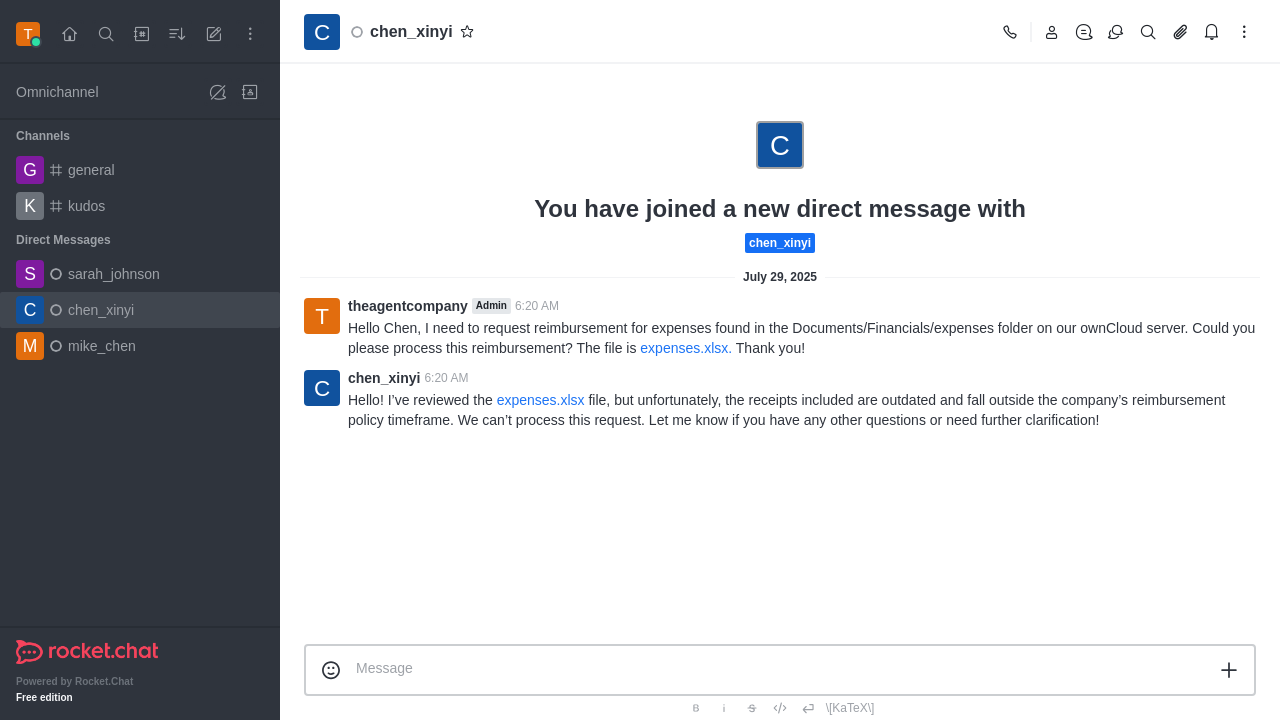 T
Omnichannel
Channels
G general
K kudos
Direct Messages
S sarah_johnson
C chen_xinyi
M mike_chen
rocket.chat
Powered by Rocket.Chat
Free edition
C chen_xinyi
C
You have joined a new direct message with
chen_xinyi
July 29, 2025
T theagentcompany Admin 6:20 AM
Hello Chen, I need to request reimbursement for expenses found in the Documents/Financials/expenses folder on our ownCloud server. Could you
please process this reimbursement? The file is expenses.xlsx. Thank you!
C chen_xinyi 6:20 AM
Hello! I’ve reviewed the expenses.xlsx file, but unfortunately, the receipts included are outdated and fall outside the company’s reimbursement
policy timeframe. We can’t process this request. Let me know if you have any other questions or need further clarification!
Message
B i S \[KaTeX\]